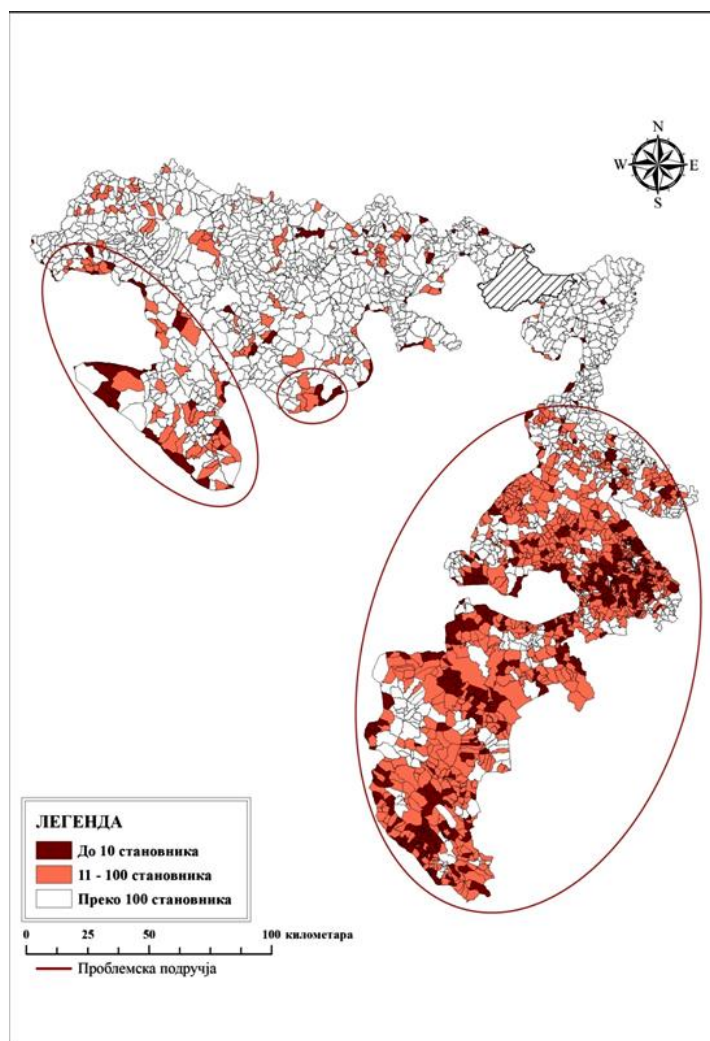 N
W E
S
ЛЕГЕНДА
До 10 становника
11 - 100 становника
Преко 100 становника
0 25 50 100 километара
Проблемска подручја